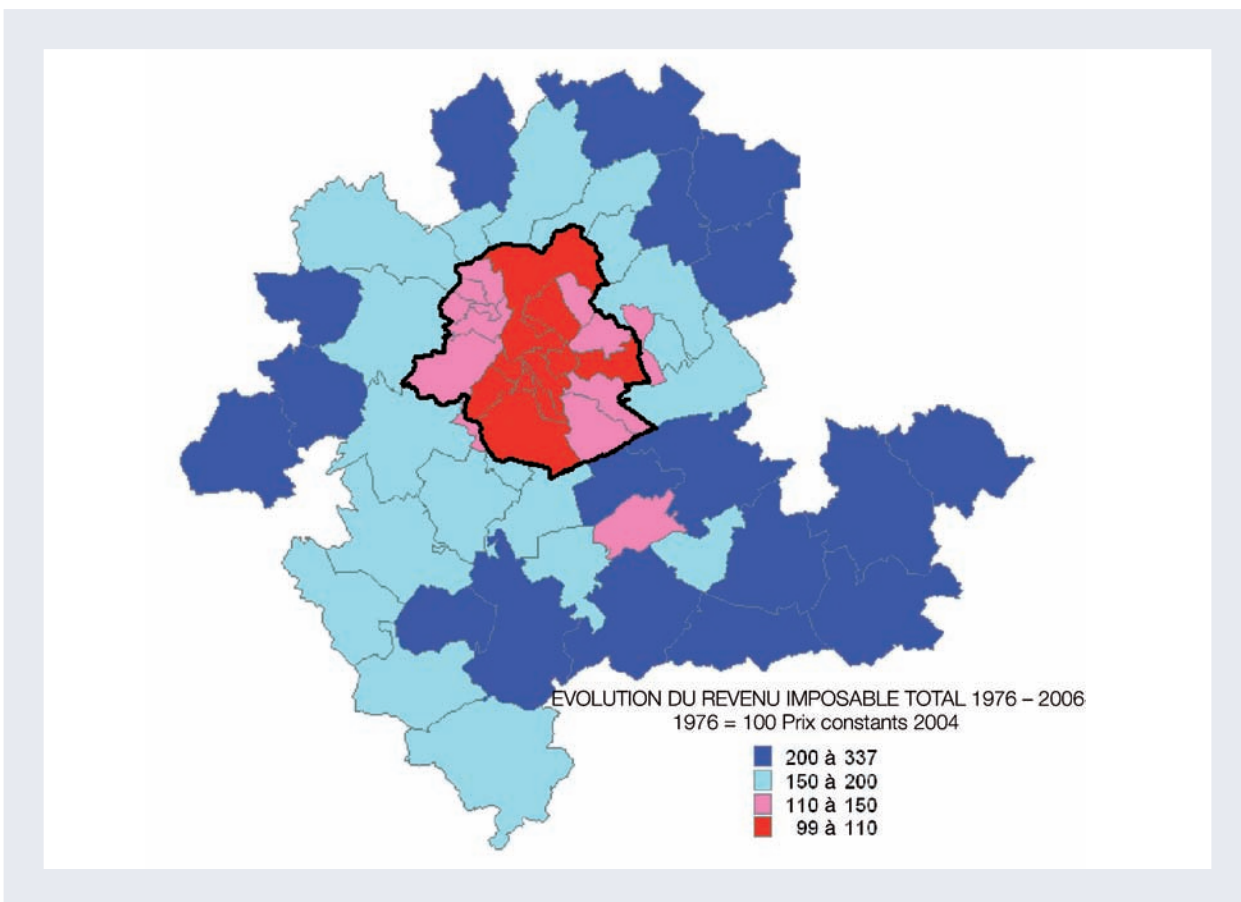 EVOLUTION DU REVENU IMPOSABLE TOTAL 1976 – 2006
1976 = 100 Prix constants 2004
200 à 337
150 à 200
110 à 150
99 à 110